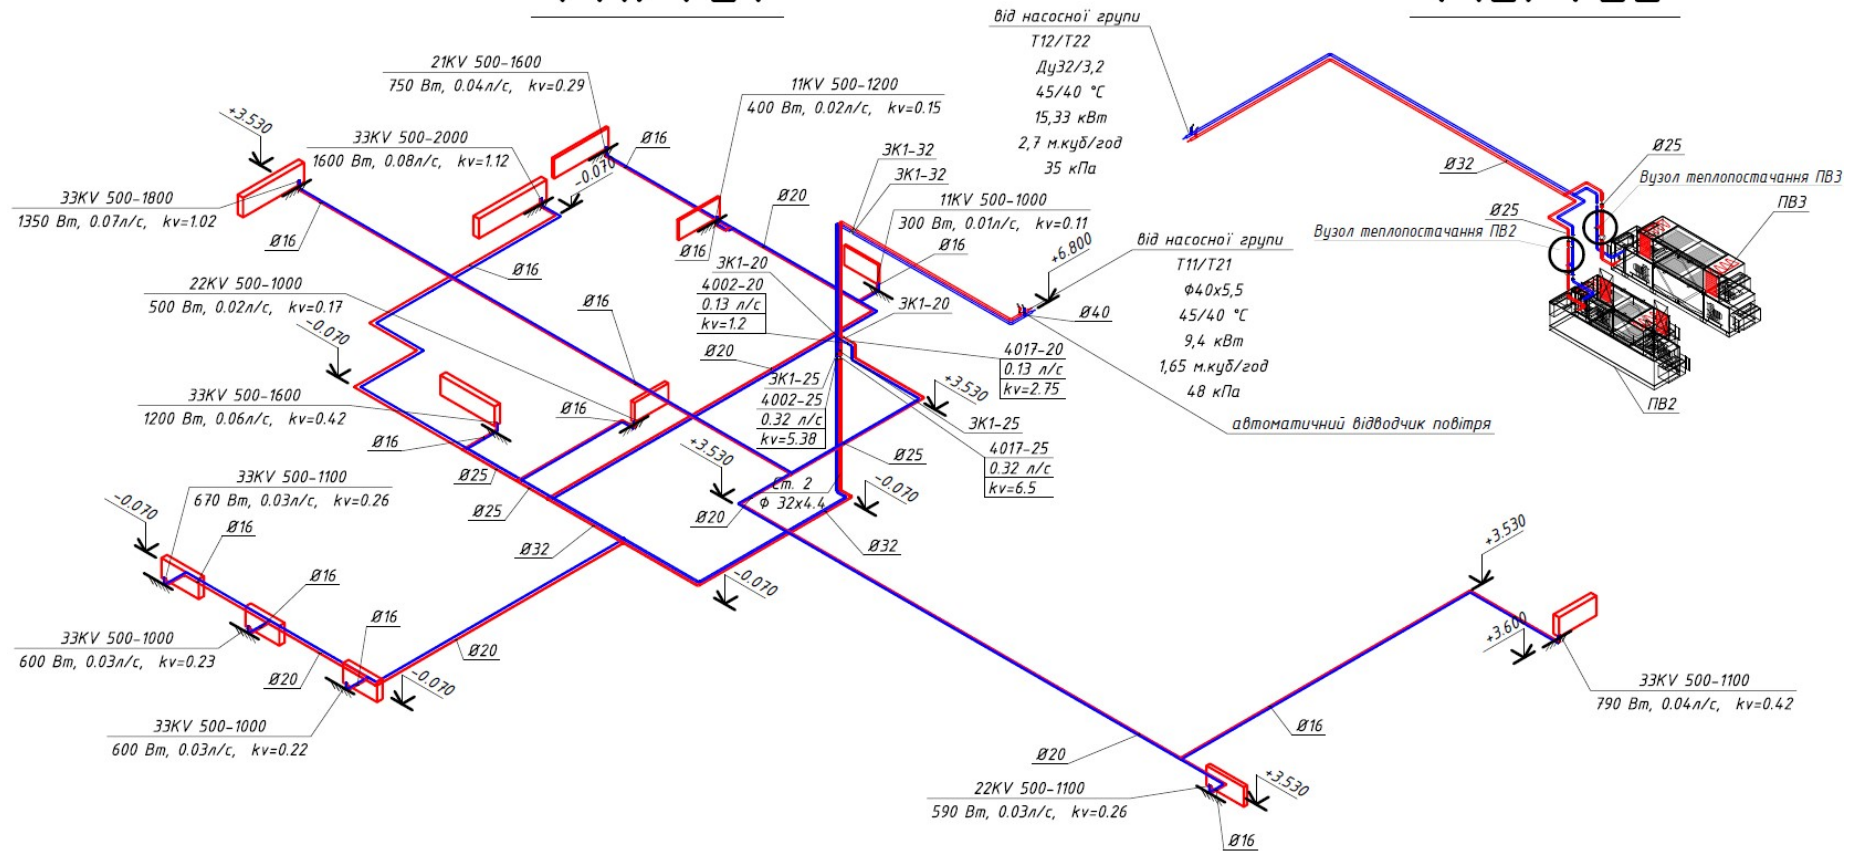 від насосної групи
Т12/Т22
Ду32/3,2
45/40 °С
15,33 кВт
2,7 м.куб/год
35 кПа
21KV 500-1600
750 Вт, 0.04л/с, kv=0.29
11KV 500-1200
400 Вт, 0.02л/с, kv=0.15
+3.530
33KV 500-2000
1600 Вт, 0.08л/с, kv=1.12
Ø16
-0.070
ЗК1-32
ЗК1-32
Ø32
Ø25
Вузол теплопостачання ПВ3
ПВ3
Ø25
Вузол теплопостачання ПВ2
ПВ2
33KV 500-1800
1350 Вт, 0.07л/с, kv=1.02
Ø16
Ø20
11KV 500-1000
300 Вт, 0.01л/с, kv=0.11
Ø16
Ø16
+6.800
від насосної групи
Т11/Т21
Ф40х5,5
45/40 °С
9,4 кВт
1,65 м.куб/год
48 кПа
Ø16
ЗК1-20
4002-20
0.13 л/с
kv=1.2
22KV 500-1000
500 Вт, 0.02л/с, kv=0.17
Ø16
ЗК1-20
Ø40
-0.070
Ø20
4017-20
0.13 л/с
kv=2.75
ЗК1-25
4002-25
0.32 л/с
kv=5.38
+3.530
33KV 500-1600
1200 Вт, 0.06л/с, kv=0.42
Ø16
Ø16
ЗК1-25
автоматичний відводчик повітря
4017-25
0.32 л/с
kv=6.5
+3.530
Ø25
Ø25
Ст. 2
Ф 32х4.4
-0.070
33KV 500-1100
670 Вт, 0.03л/с, kv=0.26
-0.070
Ø16
Ø25
Ø20
Ø32
Ø32
+3.530
-0.070
Ø16
33KV 500-1000
600 Вт, 0.03л/с, kv=0.23
Ø16
Ø20
Ø20
-0.070
+3.600
33KV 500-1100
790 Вт, 0.04л/с, kv=0.42
33KV 500-1000
600 Вт, 0.03л/с, kv=0.22
Ø16
Ø20
+3.530
22KV 500-1100
590 Вт, 0.03л/с, kv=0.26
Ø16